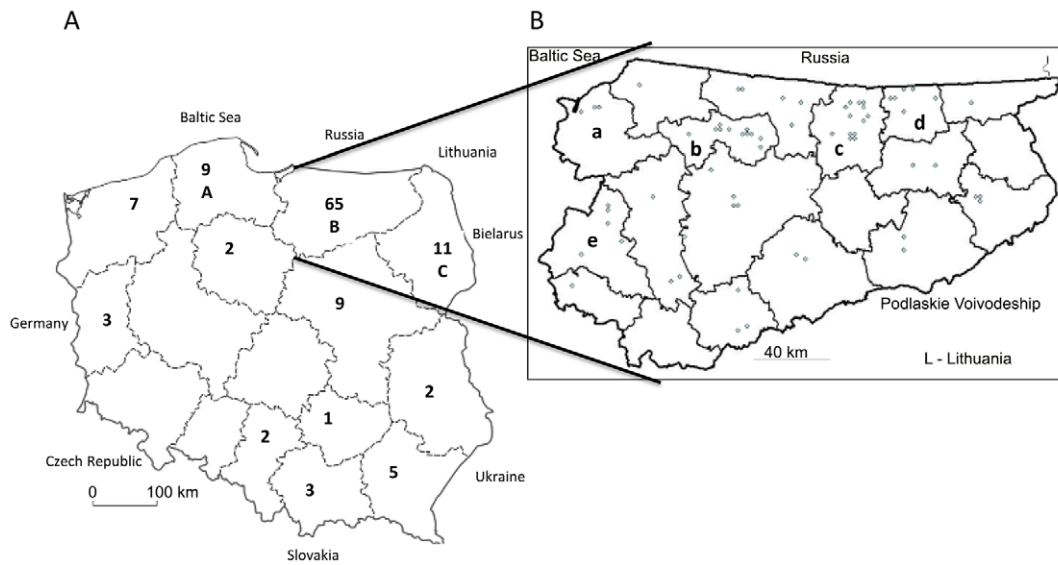 A
Baltic Sea
Russia
Lithuania
Bielarus
9
A
7
65
B
2
11
C
9
3
Germany
2
1
2
5
3
Czech Republic
0 100 km
Ukraine
Slovakia
B
Baltic Sea
Russia
L
a
b
c
d
e
Podlaskie Voivodeship
40 km
L - Lithuania